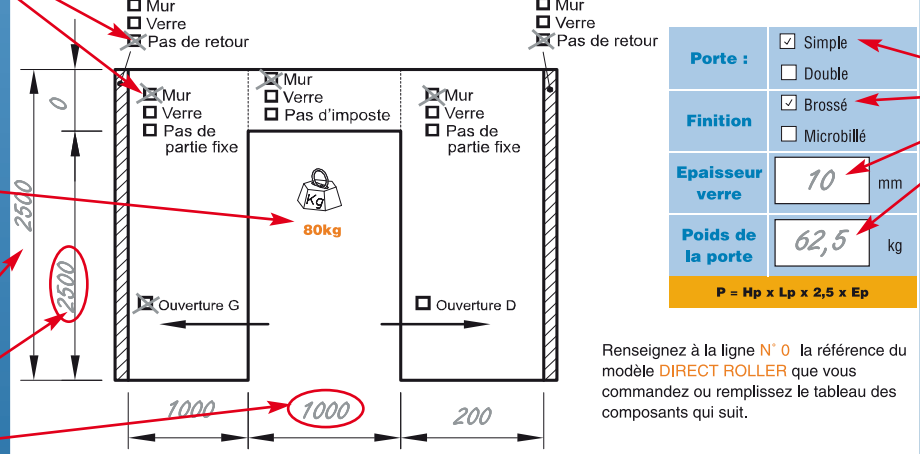 Mur
Verre
Pas de retour
Mur
Verre
Pas de retour
Mur
Verre
Pas de
partie fixe
Mur
Verre
Pas d'imposte
Mur
Verre
Pas de
partie fixe
0
2500
2500
Kg
80kg
Ouverture G
Ouverture D
1000
1000
200
Porte :
Simple
Double
Finition
Brossé
Microbillé
Epaisseur
verre
10
mm
Poids de
la porte
62,5
kg
P = Hp x Lp x 2,5 x Ep
Renseignez à la ligne N° 0 la référence du
modèle DIRECT ROLLER que vous
commandez ou remplissez le tableau des
composants qui suit.